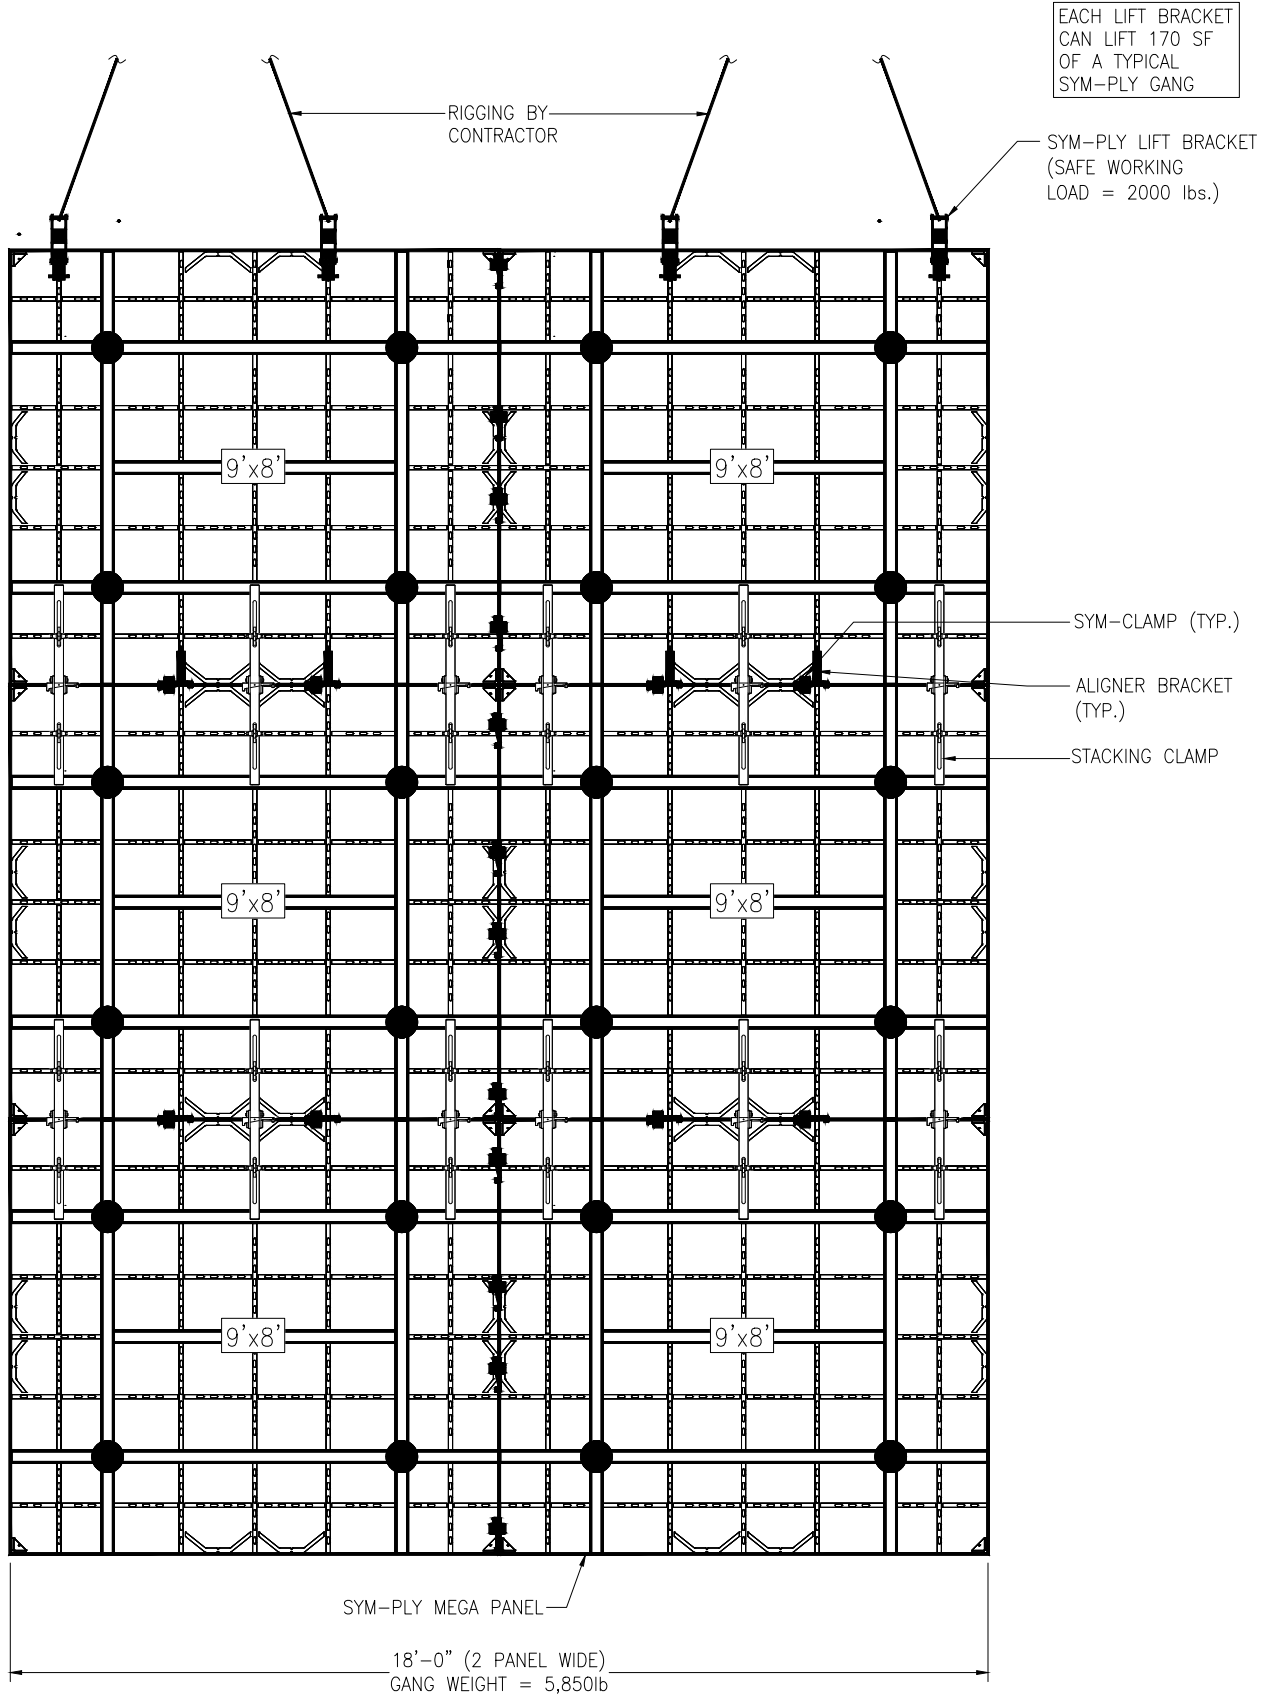 EACH LIFT BRACKET
CAN LIFT 170 SF
OF A TYPICAL
SYM-PLY GANG
RIGGING BY
CONTRACTOR
SYM-PLY LIFT BRACKET
(SAFE WORKING
LOAD = 2000 lbs.)
9'x8'
9'x8'
SYM-CLAMP (TYP.)
ALIGNER BRACKET
(TYP.)
STACKING CLAMP
9'x8'
9'x8'
9'x8'
9'x8'
SYM-PLY MEGA PANEL
18'-0" (2 PANEL WIDE)
GANG WEIGHT = 5,850lb